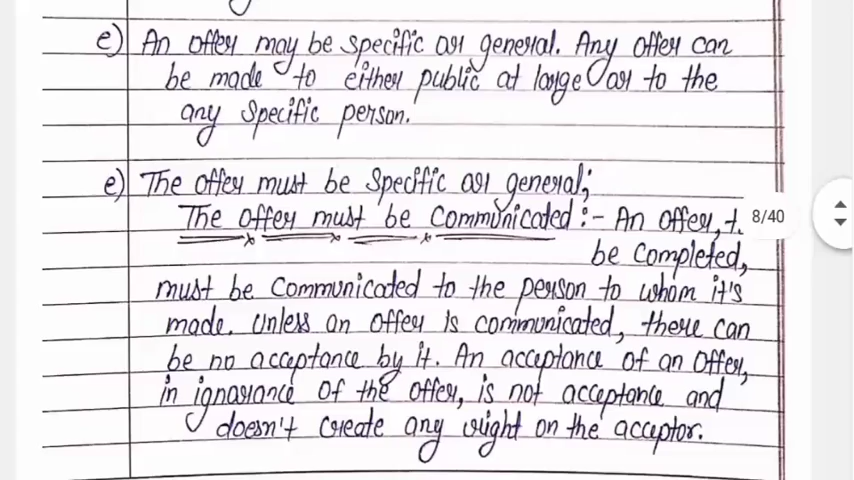 e) An offer may be specific or general. Any offer can
be made to either public at large or to the
any specific person.
e) The offer must be specific or general;
The offer must be communicated :- An offer, t
8/40
be completed,
must be communicated to the person to whom it's
made. Unless an offer is communicated, there can
be no acceptance by it. An acceptance of an offer,
in ignorance of the offer, is not acceptance and
doesn't create any right on the acceptor.